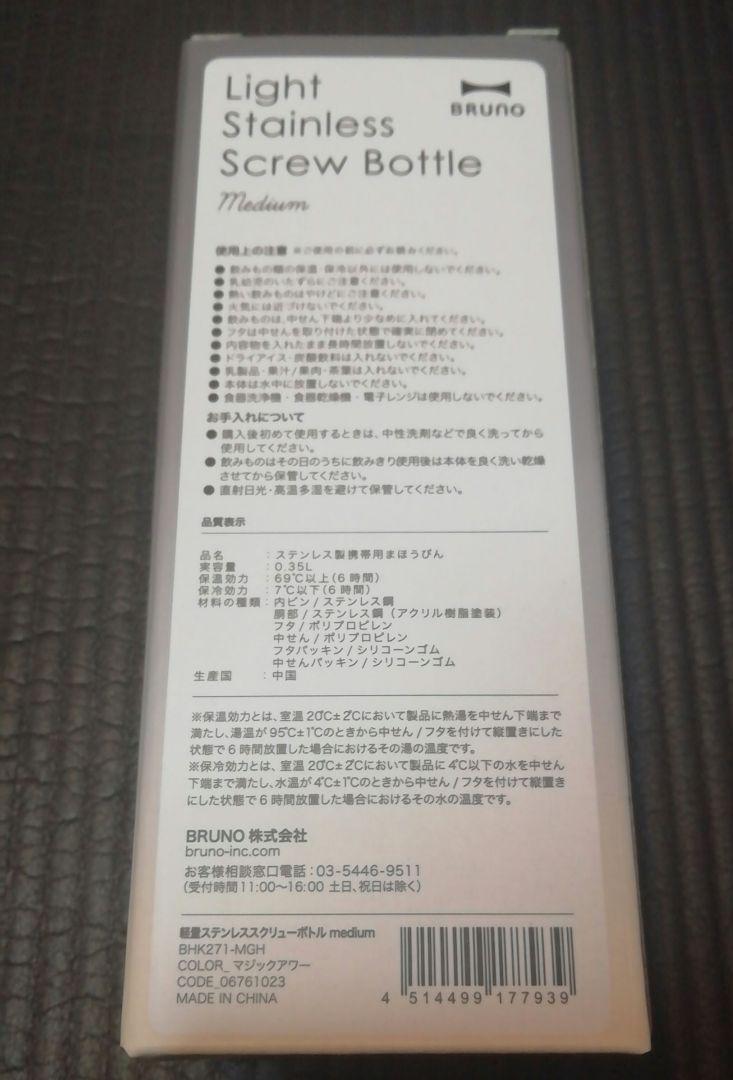 Light
Stainless
Screw Bottle
Medium
BRUNO
使用上の注意 ※ご使用の前に必ずお読みください。
● 飲みもの類の保温・保冷以外には使用しないでください。
● 乳幼児のいたずらにご注意ください。
● 熱い飲みものはやけどにご注意ください。
● 火気には近づけないでください。
● 飲みものは、中せん下端より少なめに入れてください。
● フタは中せんを取り付けた状態で確実に閉めてください。
● 内容物を入れたまま長時間放置しないでください。
● ドライアイス・炭酸飲料は入れないでください。
● 乳製品・果汁/果肉・茶葉は入れないでください。
● 本体は水中に放置しないでください。
● 食器洗浄機・食器乾燥機・電子レンジは使用しないでください。
お手入れについて
● 購入後初めて使用するときは、中性洗剤などで良く洗ってから
使用してください。
● 飲みものはその日のうちに飲みきり使用後は本体を良く洗い乾燥
させてから保管してください。
● 直射日光・高温多湿を避けて保管してください。
品質表示
品名 : ステンレス製携帯用まほうびん
実容量 : 0.35L
保温効力 : 69℃以上(6時間)
保冷効力 : 7℃以下(6時間)
材料の種類 : 内ビン/ステンレス鋼
胴部/ステンレス鋼(アクリル樹脂塗装)
フタ/ポリプロピレン
中せん/ポリプロピレン
フタパッキン/シリコーンゴム
中せんパッキン/シリコーンゴム
生産国 : 中国
※保温効力とは、室温20℃±2℃において製品に熱湯を中せん下端まで
満たし、湯温が95℃±1℃のときから中せん/フタを付けて縦置きにした
状態で6時間放置した場合におけるその湯の温度です。
※保冷効力とは、室温20℃±2℃において製品に4℃以下の水を中せん
下端まで満たし、水温が4℃±1℃のときから中せん/フタを付けて縦置き
にした状態で6時間放置した場合におけるその水の温度です。
BRUNO 株式会社
bruno-inc.com
お客様相談窓口電話:03-5446-9511
(受付時間11:00〜16:00 土日、祝日は除く)
軽量ステンレススクリューボトル medium
BHK271-MGH
COLOR_ マジックアワー
CODE_06761023
MADE IN CHINA
4 514499 177939